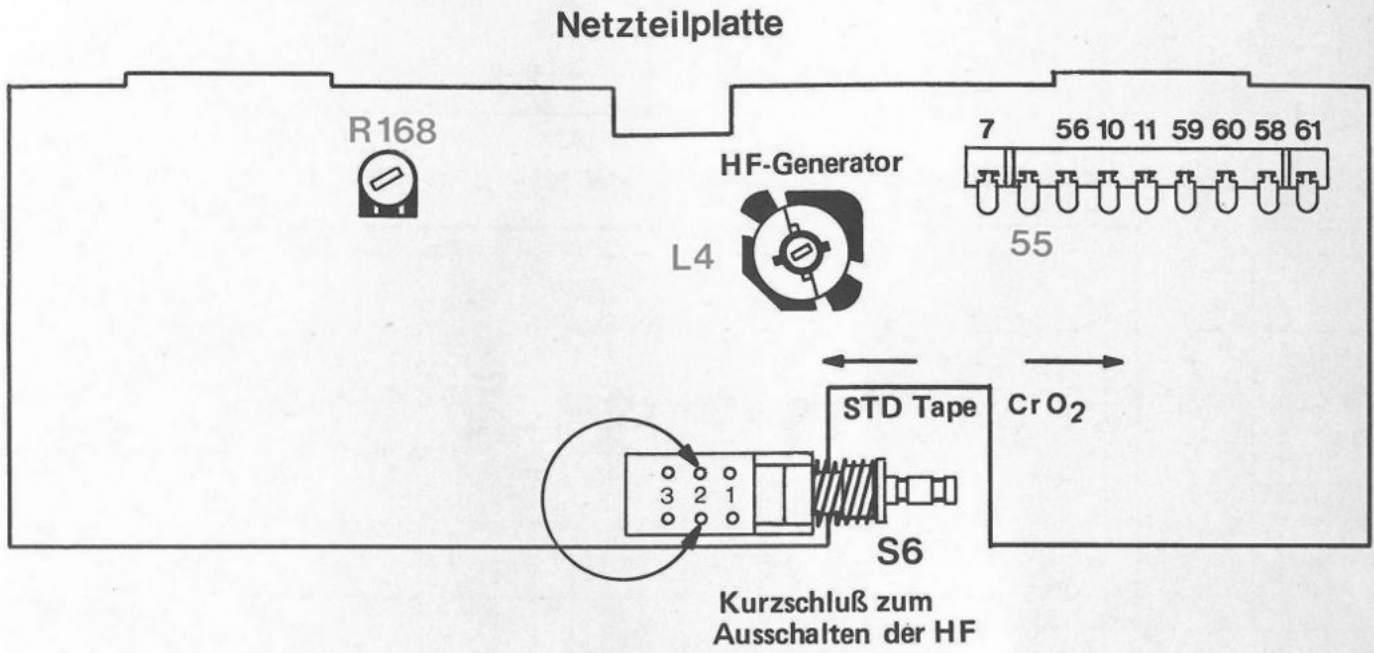 Netzteilplatte
R168
7 56 10 11 59 60 58 61
HF-Generator
L4
55
STD Tape CrO2
3 2 1
S6
Kurzschluß zum
Ausschalten der HF